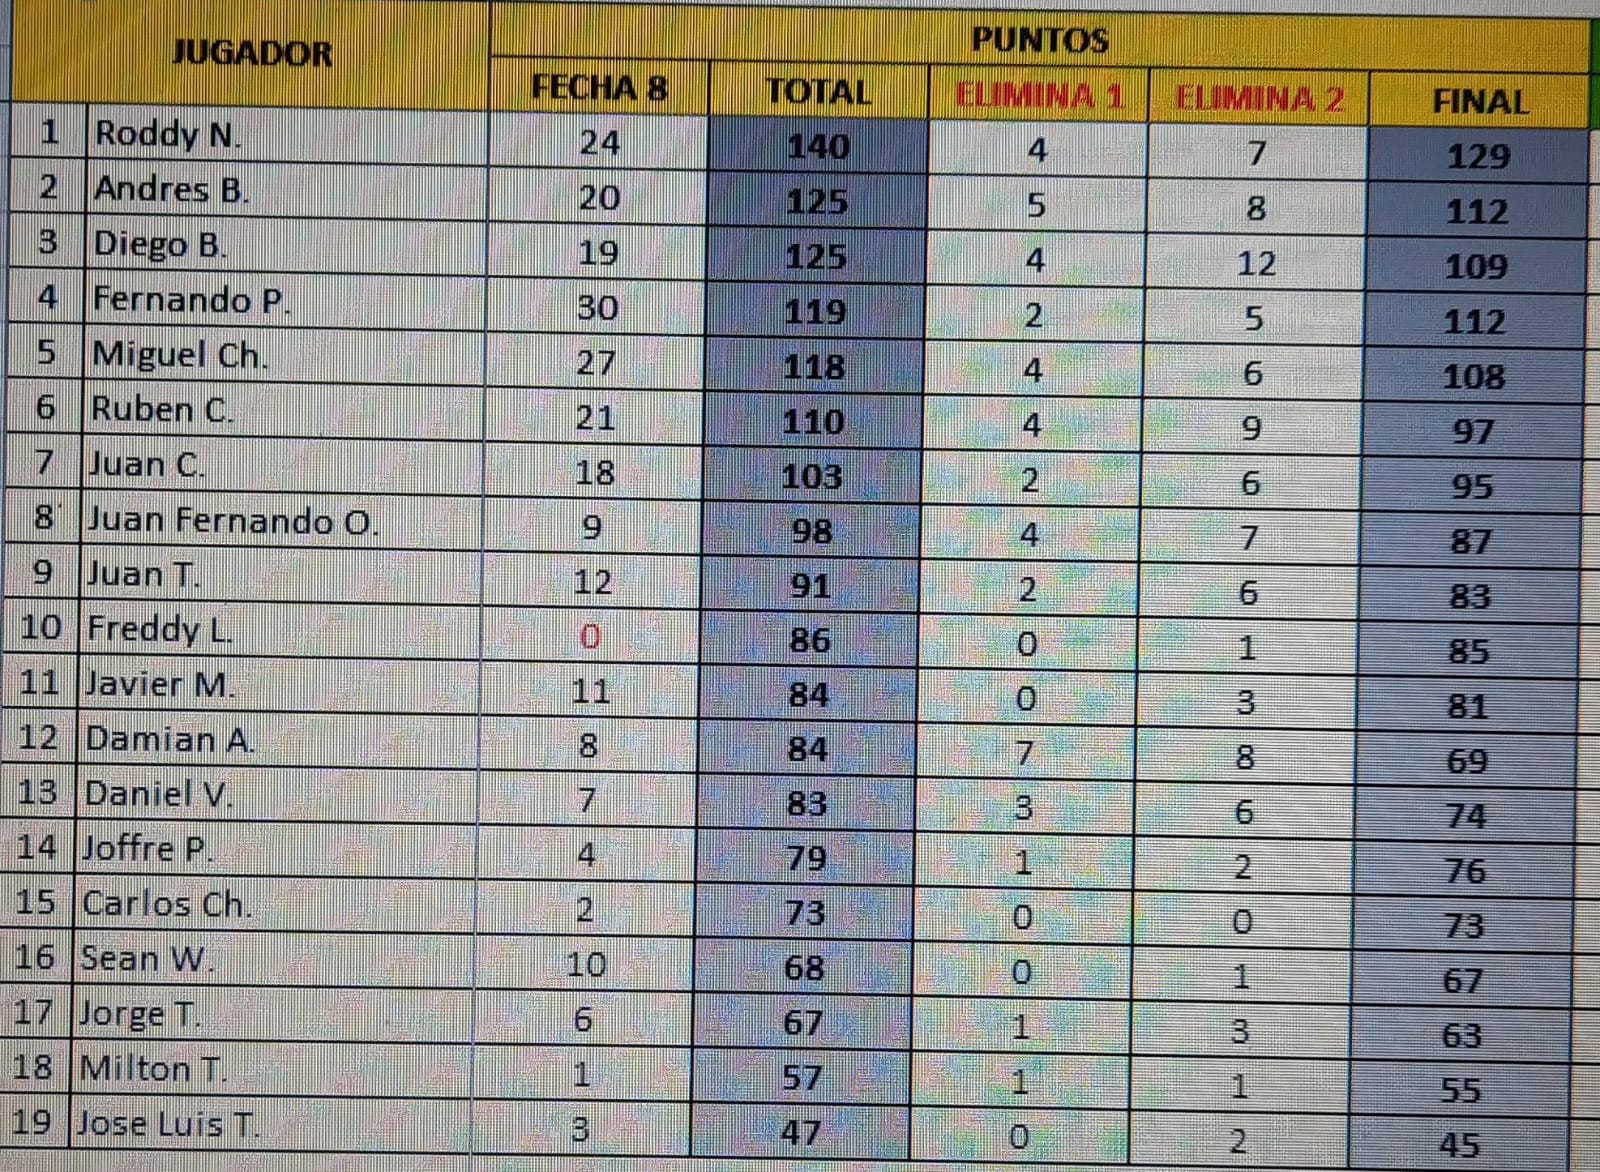 JUGADOR PUNTOS
FECHA 8 TOTAL ELIMINA 1 ELIMINA 2 FINAL
1 Roddy N. 24 140 4 7 129
2 Andres B. 20 125 5 8 112
3 Diego B. 19 125 4 12 109
4 Fernando P. 30 119 2 5 112
5 Miguel Ch. 27 118 4 6 108
6 Ruben C. 21 110 4 9 97
7 Juan C. 18 103 2 6 95
8 Juan Fernando O. 9 98 4 7 87
9 Juan T. 12 91 2 6 83
10 Freddy L. 0 86 0 1 85
11 Javier M. 11 84 0 3 81
12 Damian A. 8 84 7 8 69
13 Daniel V. 7 83 3 6 74
14 Joffre P. 4 79 1 2 76
15 Carlos Ch. 2 73 0 0 73
16 Sean W. 10 68 0 1 67
17 Jorge T. 6 67 1 3 63
18 Milton T. 1 57 1 1 55
19 Jose Luis T. 3 47 0 2 45